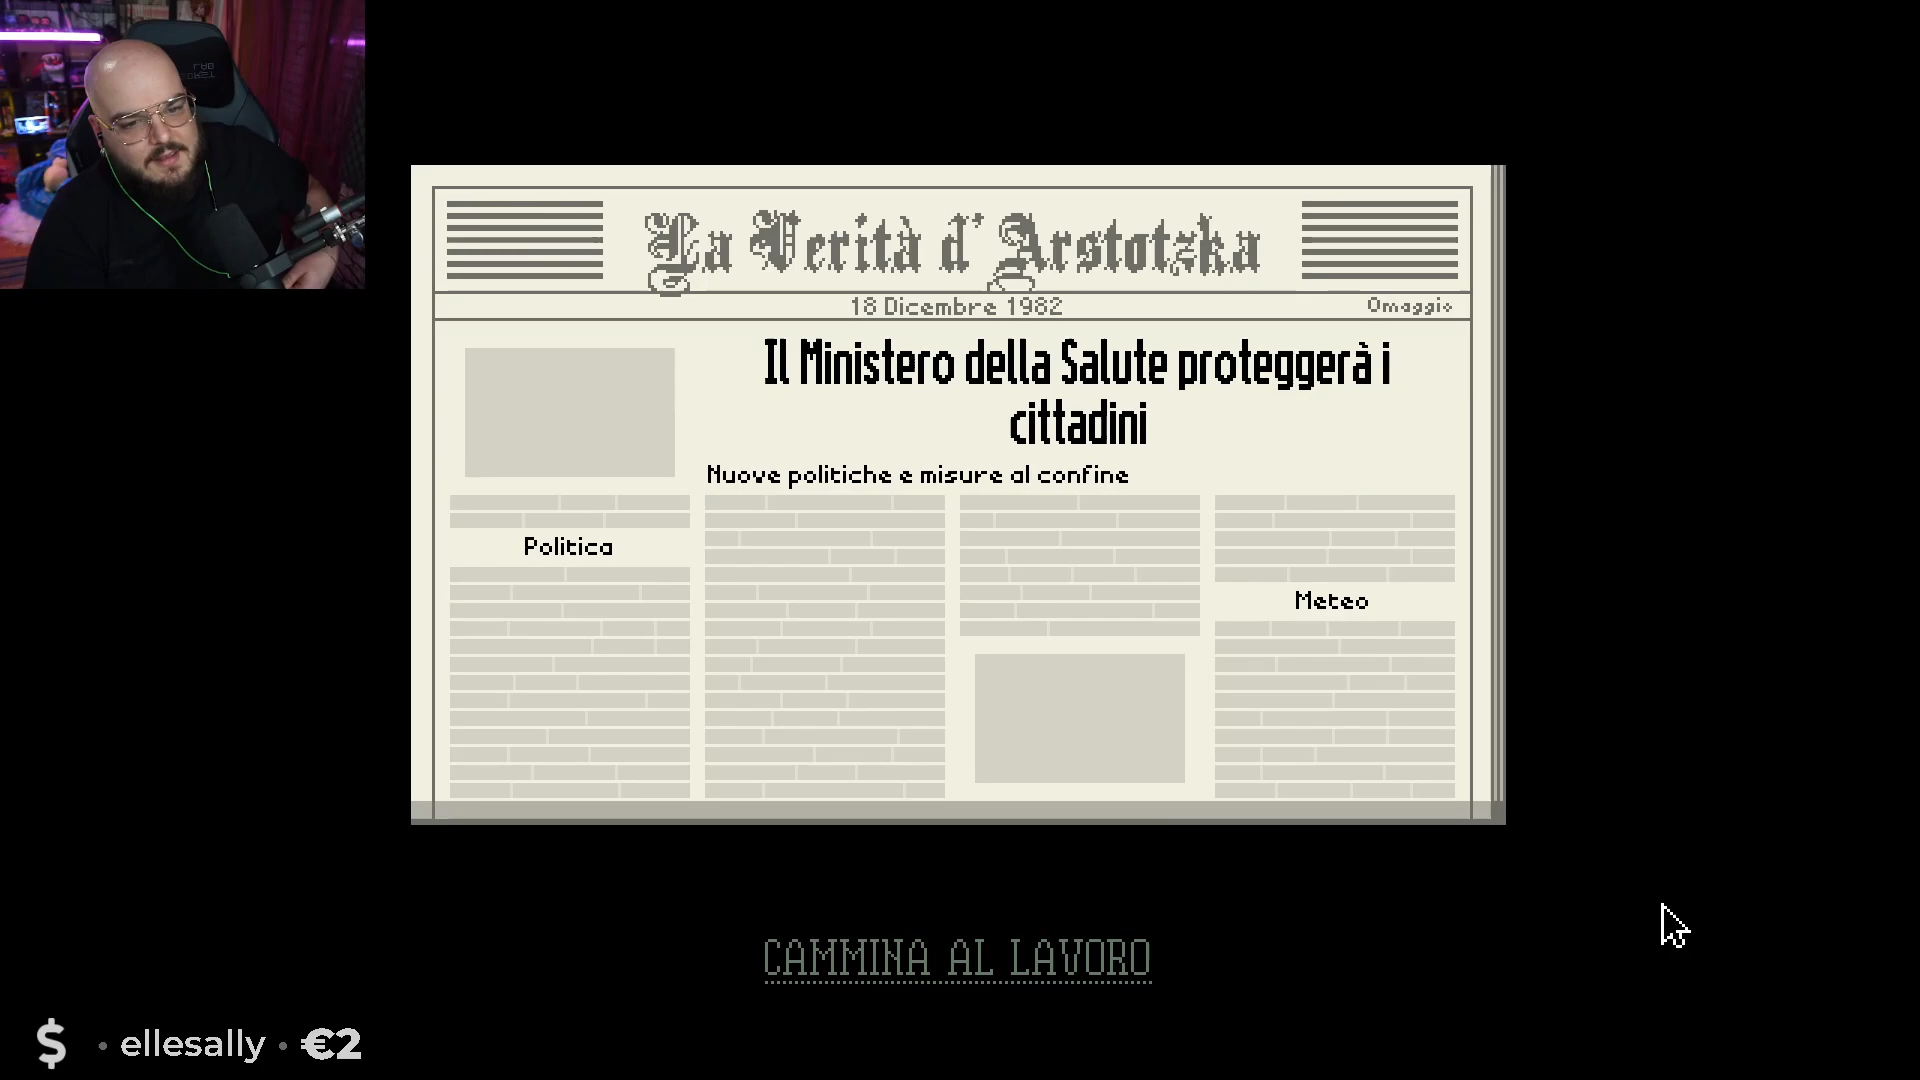 La Verità d'Arstotzka
18 Dicembre 1982
Omaggio
Il Ministero della Salute proteggerà i
cittadini
Nuove politiche e misure al confine
Politica
Meteo
CAMMINA AL LAVORO
$ · ellesally · €2